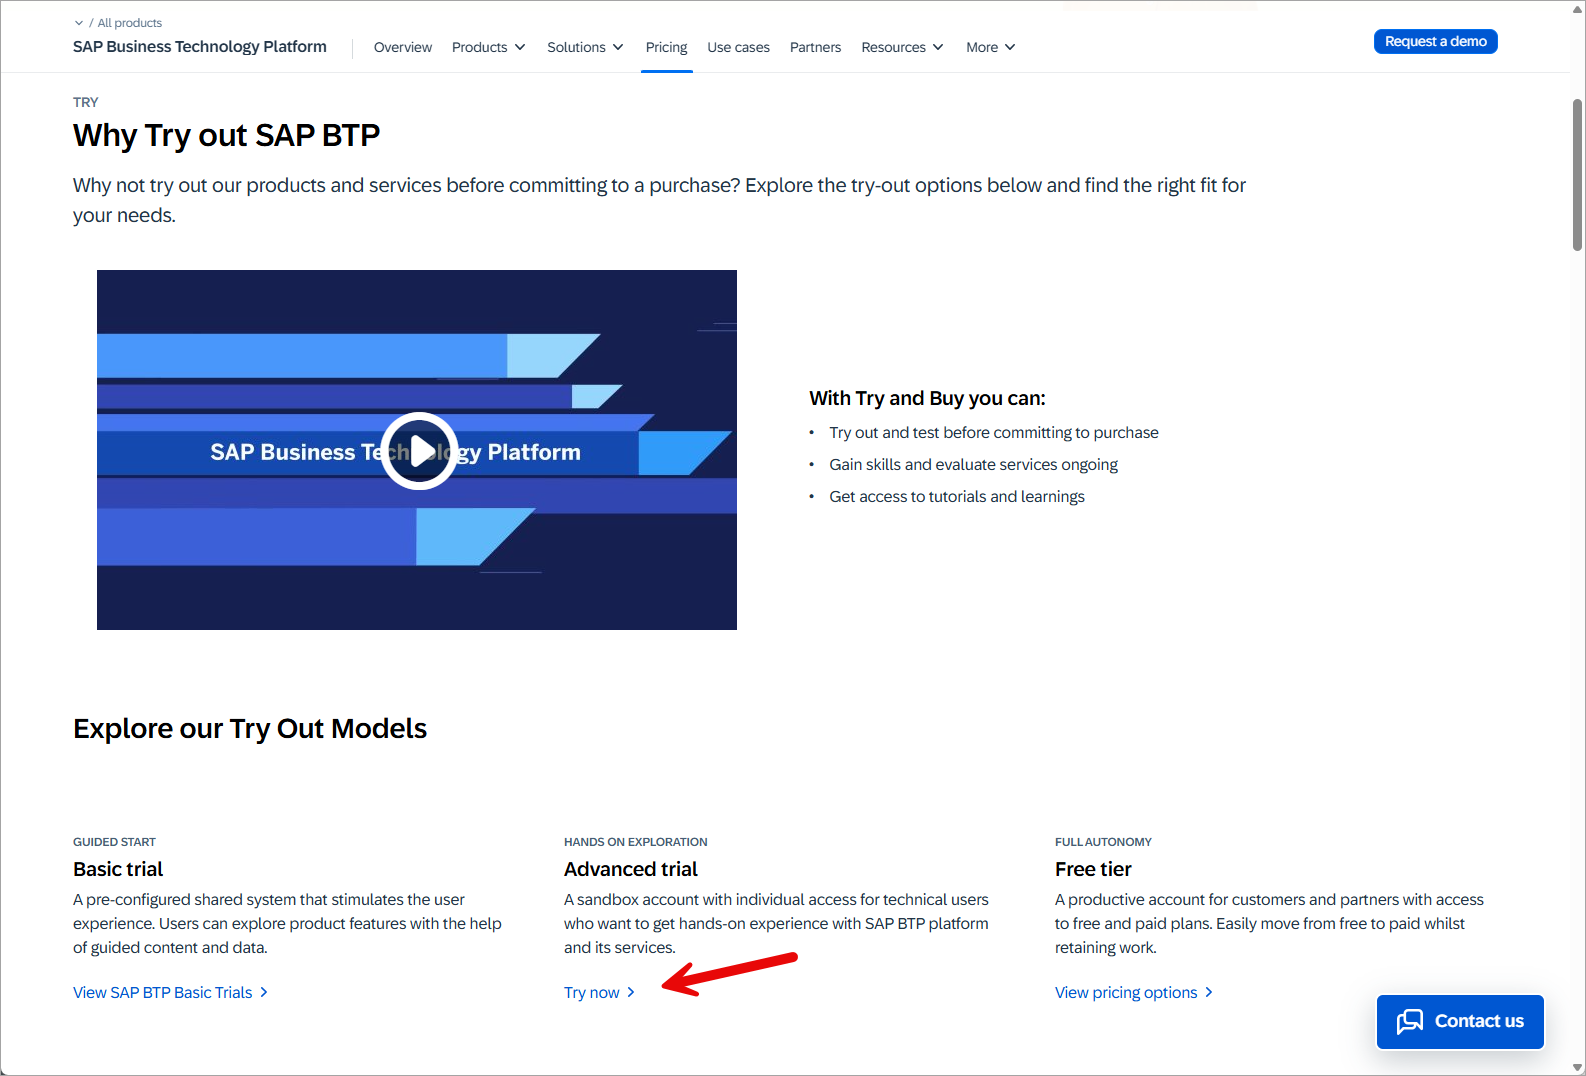 / All products
SAP Business Technology Platform
Overview
Products
Solutions
Pricing
Use cases
Partners
Resources
More
Request a demo
TRY
Why Try out SAP BTP
Why not try out our products and services before committing to a purchase? Explore the try-out options below and find the right fit for
your needs.
SAP Business Technology Platform
With Try and Buy you can:
• Try out and test before committing to purchase
• Gain skills and evaluate services ongoing
• Get access to tutorials and learnings
Explore our Try Out Models
GUIDED START
Basic trial
A pre-configured shared system that stimulates the user
experience. Users can explore product features with the help
of guided content and data.
View SAP BTP Basic Trials
HANDS ON EXPLORATION
Advanced trial
A sandbox account with individual access for technical users
who want to get hands-on experience with SAP BTP platform
and its services.
Try now
FULL AUTONOMY
Free tier
A productive account for customers and partners with access
to free and paid plans. Easily move from free to paid whilst
retaining work.
View pricing options
Contact us